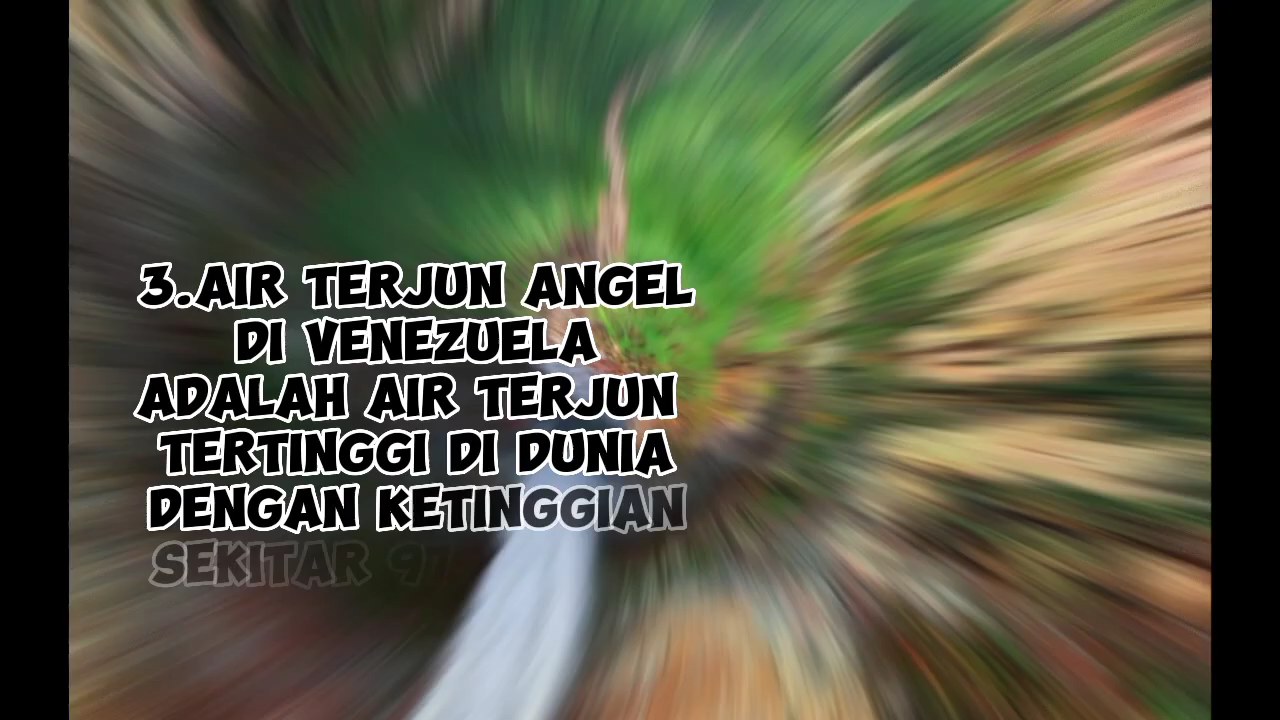 3.AIR TERJUN ANGEL
DI VENEZUELA
ADALAH AIR TERJUN
TERTINGGI DI DUNIA
DENGAN KETINGGIAN
SEKITAR